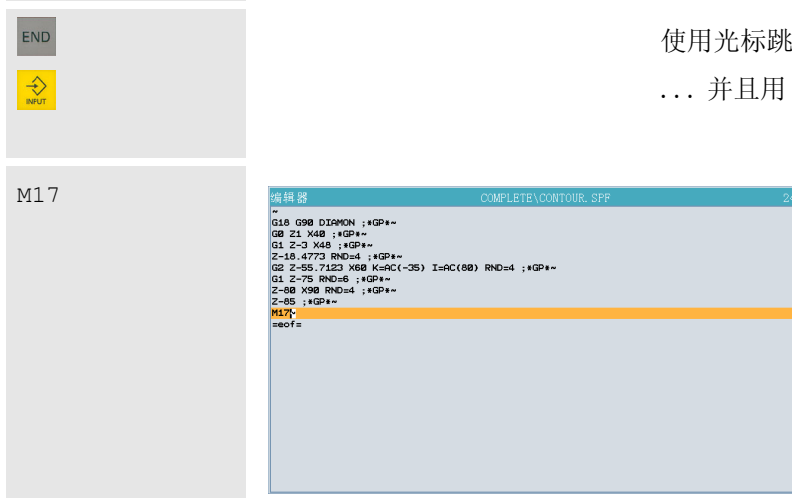 END
使用光标跳
INPUT
... 并且用
M17
编辑器 COMPLETE\CONTOUR.SPF 24
~
G18 G90 DIAMON ;*GP*~
G0 Z1 X40 ;*GP*~
G1 Z-3 X48 ;*GP*~
Z-18.4773 RND=4 ;*GP*~
G2 Z-55.7123 X60 K=AC(-35) I=AC(80) RND=4 ;*GP*~
G1 Z-75 RND=6 ;*GP*~
Z-80 X90 RND=4 ;*GP*~
Z-85 ;*GP*~
M17~
=eof=